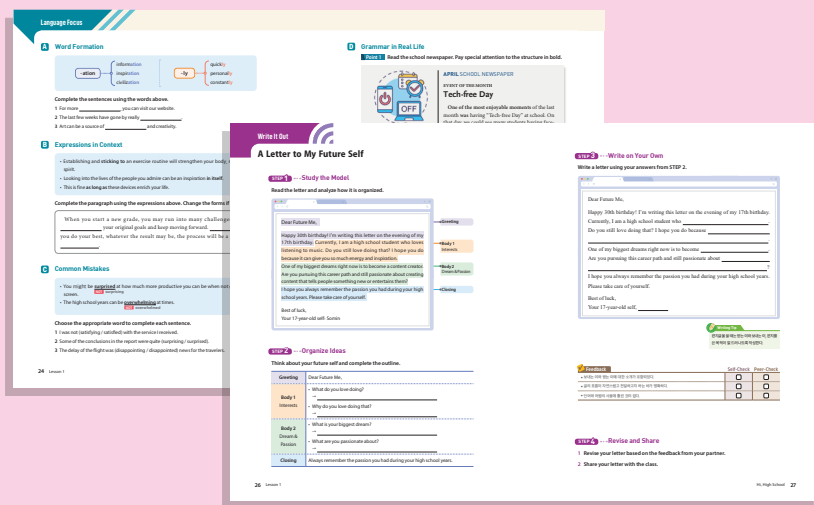 Language Focus
A Word Formation
-ation
information
inspiration
civilization
-ly
quickly
personally
constantly
Complete the sentences using the words above.
1 For more ____ you can visit our website.
2 The last few weeks have gone by really ____.
3 Art can be a source of ____ and creativity.
B Expressions in Context
• Establishing and sticking to an exercise routine will strengthen your body,
spirit.
• Looking into the lives of the people you admire can be an inspiration in itself.
• This is fine as long as these devices enrich your life.
Complete the paragraph using the expressions above. Change the forms if
When you start a new grade, you may run into many challenge
____ your original goals and keep moving forward. ____
you do your best, whatever the result may be, the process will be a
____.
C Common Mistakes
• You might be surprised at how much more productive you can be when not
NOT surprising
screen.
• The high school years can be overwhelming at times.
NOT overwhelmed
Choose the appropriate word to complete each sentence.
1 I was not (satisfying / satisfied) with the service I received.
2 Some of the conclusions in the report were quite (surprising / surprised).
3 The delay of the flight was (disappointing / disappointed) news for the travelers.
24 Lesson 1
D Grammar in Real Life
Point 1 Read the school newspaper. Pay special attention to the structure in bold.
OFF
APRIL SCHOOL NEWSPAPER
EVENT OF THE MONTH
Tech-free Day
One of the most enjoyable moments of the last
month was having "Tech-free Day" at school. On
Write It Out
A Letter to My Future Self
STEP 1 Study the Model
Read the letter and analyze how it is organized.
Dear Future Me,
Happy 30th birthday! I'm writing this letter on the evening of my
17th birthday. Currently, I am a high school student who loves
listening to music. Do you still love doing that? I hope you do
because it can give you so much energy and inspiration.
One of my biggest dreams right now is to become a content creator.
Are you pursuing this career path and still passionate about creating
content that tells people something new or entertains them?
I hope you always remember the passion you had during your high
school years. Please take care of yourself.
Best of luck,
Your 17-year-old self- Somin
Greeting
Body 1
Interests
Body 2
Dream & Passion
Closing
STEP 2 Organize Ideas
Think about your future self and complete the outline.
Greeting Dear Future Me,
Body 1
Interests
• What do you love doing?
→ ____
• Why do you love doing that?
→ ____
Body 2
Dream &
Passion
• What is your biggest dream?
→ ____
• What are you passionate about?
→ ____
Closing Always remember the passion you had during your high school years.
26 Lesson 1
STEP 3 Write on Your Own
Write a letter using your answers from STEP 2.
Dear Future Me,
Happy 30th birthday! I'm writing this letter on the evening of my 17th birthday.
Currently, I am a high school student who ____.
Do you still love doing that? I hope you do because ____
____.
One of my biggest dreams right now is to become ____.
Are you pursuing this career path and still passionate about ____
____?
I hope you always remember the passion you had during your high school years.
Please take care of yourself.
Best of luck,
Your 17-year-old self, ____
Writing Tip
Feedback
Self-Check Peer-Check
STEP 4 Revise and Share
1 Revise your letter based on the feedback from your partner.
2 Share your letter with the class.
Hi, High School 27